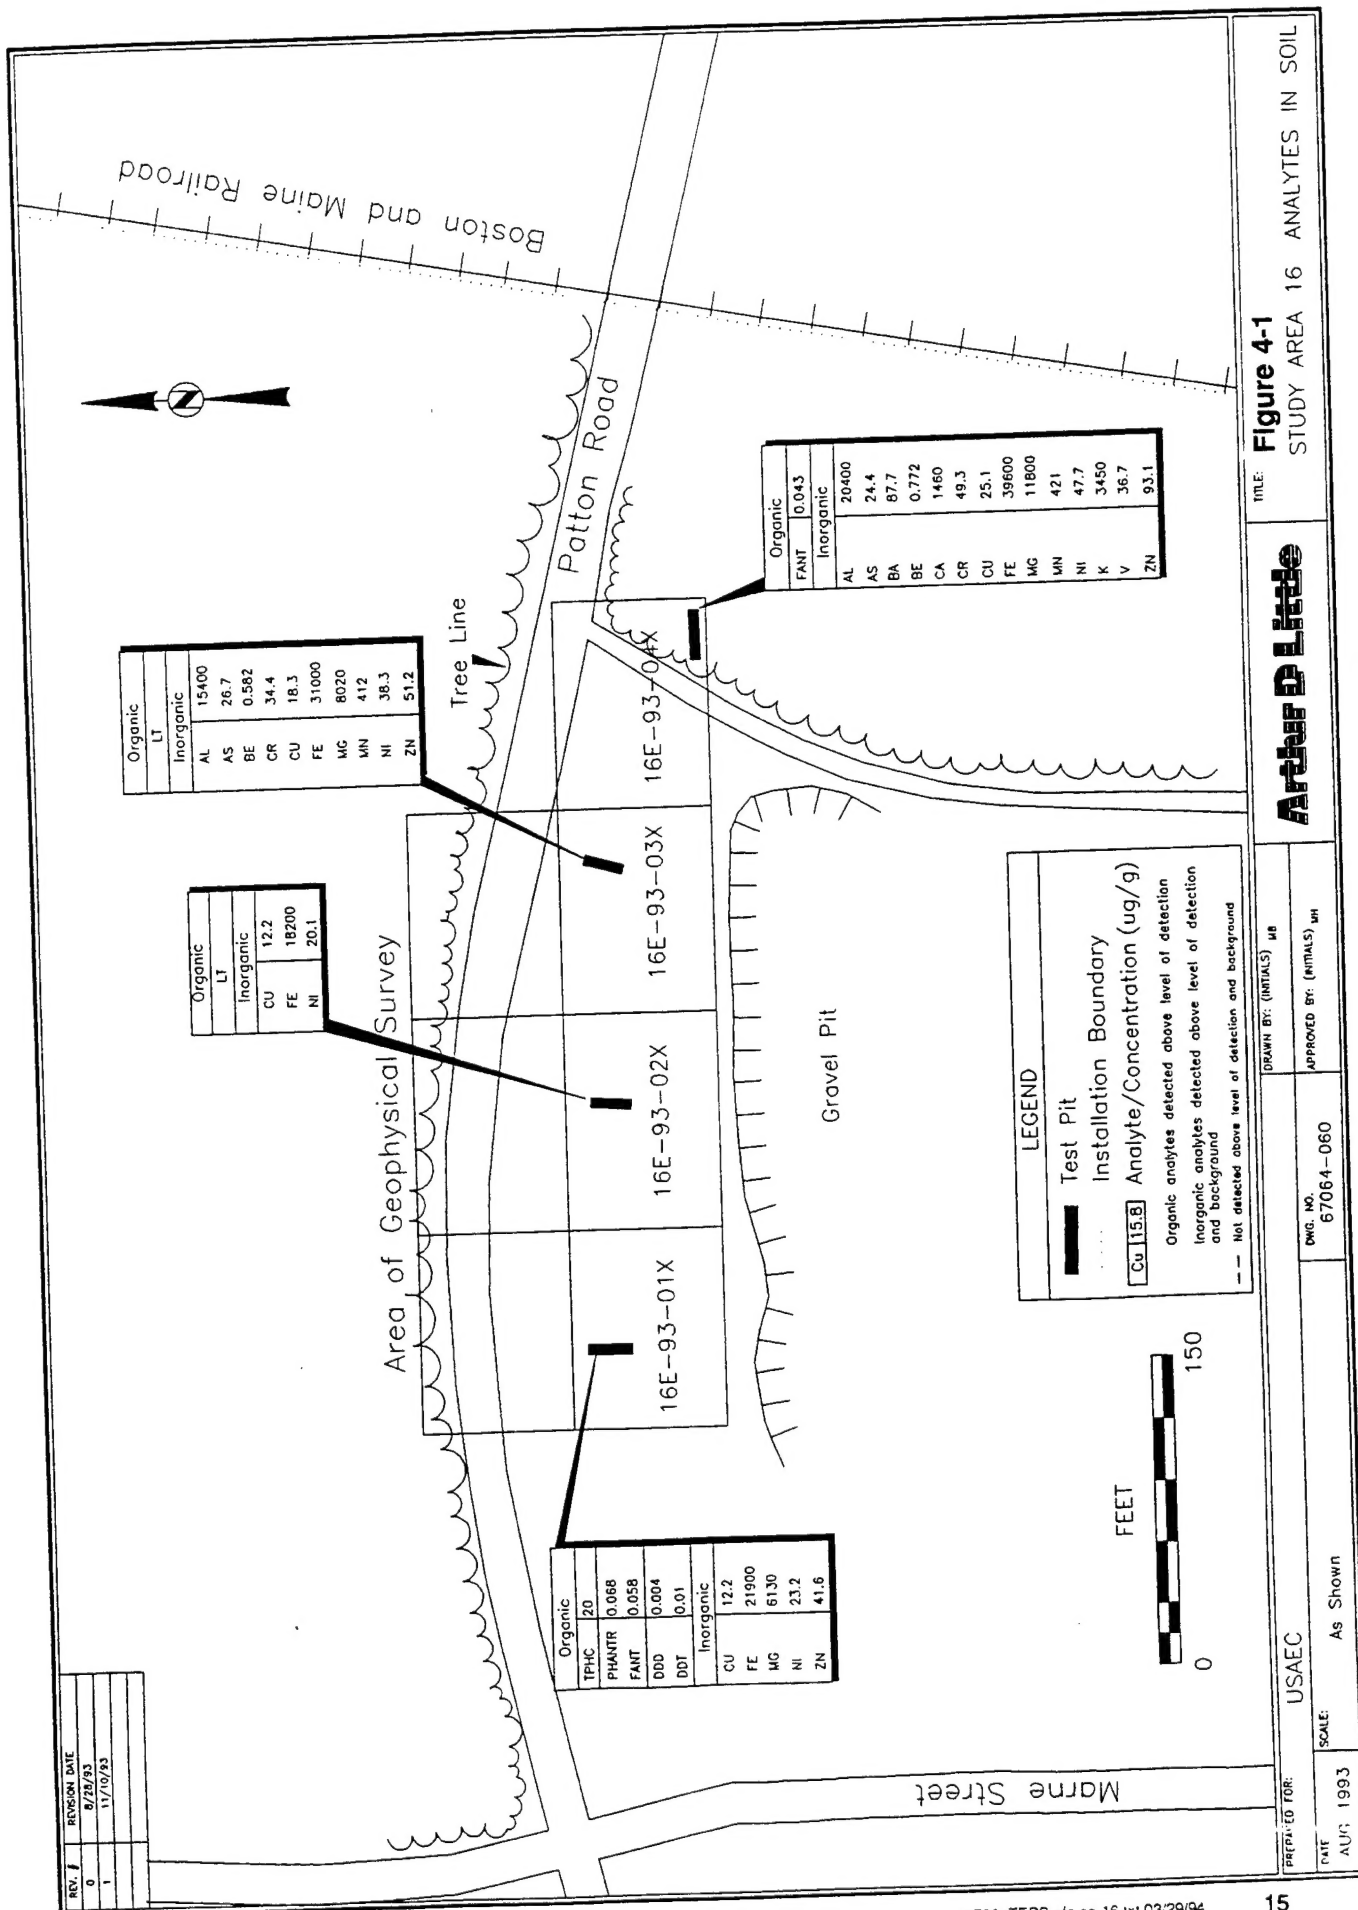 REV. # REVISION DATE
0 8/28/93
1 11/10/93
Boston and Maine Railroad
N
Organic
LT
Inorganic
AL 15400
AS 26.7
BE 0.582
CR 34.4
CU 18.3
FE 31000
MG 8020
MN 412
NI 38.3
ZN 51.2
Organic
LT
Inorganic
CU 12.2
FE 18200
NI 20.1
Tree Line
Patton Road
Area of Geophysical Survey
Organic
TPHC 20
PHANTR 0.068
FANT 0.058
DDD 0.004
DDT 0.01
Inorganic
CU 12.2
FE 21900
MG 6130
NI 23.2
ZN 41.6
16E-93-01X
16E-93-02X
16E-93-03X
16E-93-04X
Organic
FANT 0.043
Inorganic
AL 20400
AS 24.4
BA 87.7
BE 0.772
CA 1460
CR 49.3
CU 25.1
FE 39600
MG 11800
MN 421
NI 47.7
K 3450
V 36.7
ZN 93.1
Gravel Pit
Marne Street
FEET
0 150
LEGEND
Test Pit
Installation Boundary
Cu 15.8 Analyte/Concentration (ug/g)
Organic analytes detected above level of detection
Inorganic analytes detected above level of detection
and background
-- Not detected above level of detection and background
PREPARED FOR: USAEC
DATE AUG 1993
SCALE: As Shown
DWG. NO. 67064-060
DRAWN BY: (INITIALS) MB
APPROVED BY: (INITIALS) MH
Arthur D Little
TITLE: Figure 4-1
STUDY AREA 16 ANALYTES IN SOIL
15